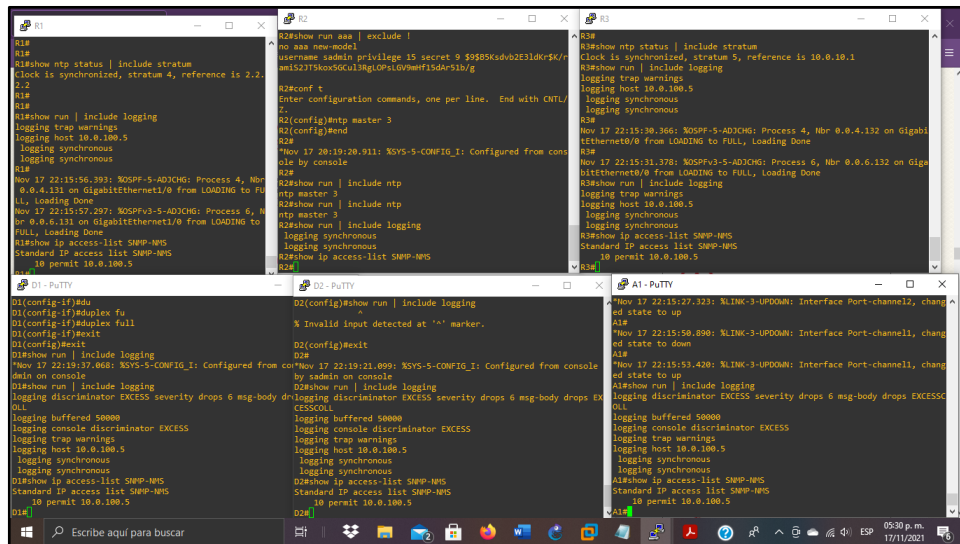 R1
R1#
R1#
R1#show ntp status | include stratum
Clock is synchronized, stratum 4, reference is 2.2.
2.2
R1#
R1#
R1#show run | include logging
logging trap warnings
logging host 10.0.100.5
logging synchronous
logging synchronous
R1#
Nov 17 22:15:56.393: %OSPF-5-ADJCHG: Process 4, Nbr
0.0.4.131 on GigabitEthernet1/0 from LOADING to FU
LL, Loading Done
Nov 17 22:15:57.297: %OSPFv3-5-ADJCHG: Process 6, N
br 0.0.6.131 on GigabitEthernet1/0 from LOADING to
FULL, Loading Done
R1#show ip access-list SNMP-NMS
Standard IP access list SNMP-NMS
10 permit 10.0.100.5
R1#
R2
R2#show run aaa | exclude !
no aaa new-model
R2#conf t
Enter configuration commands, one per line. End with CNTL/
Z.
R2(config)#ntp master 3
R2(config)#end
R2#
*Nov 17 20:19:20.911: %SYS-5-CONFIG_I: Configured from cons
ole by console
R2#
R2#show run | include ntp
ntp master 3
R2#show run | include ntp
ntp master 3
R2#show run | include logging
logging synchronous
logging synchronous
R2#show ip access-list SNMP-NMS
R2#
R3
R3#
R3#show ntp status | include stratum
Clock is synchronized, stratum 5, reference is 10.0.10.1
R3#show run | include logging
logging trap warnings
logging host 10.0.100.5
logging synchronous
logging synchronous
R3#
Nov 17 22:15:30.366: %OSPF-5-ADJCHG: Process 4, Nbr 0.0.4.132 on Gigabi
tEthernet0/0 from LOADING to FULL, Loading Done
R3#
Nov 17 22:15:31.378: %OSPFv3-5-ADJCHG: Process 6, Nbr 0.0.6.132 on Giga
bitEthernet0/0 from LOADING to FULL, Loading Done
R3#show run | include logging
logging trap warnings
logging host 10.0.100.5
logging synchronous
logging synchronous
R3#show ip access-list SNMP-NMS
Standard IP access list SNMP-NMS
10 permit 10.0.100.5
R3#
D1 - PuTTY
D1(config-if)#du
D1(config-if)#duplex fu
D1(config-if)#duplex full
D1(config-if)#exit
D1(config)#exit
D1#show run | include logging
*Nov 17 22:19:37.068: %SYS-5-CONFIG_I: Configured from co
dmin on console
D1#show run | include logging
logging discriminator EXCESS severity drops 6 msg-body dr
OLL
logging buffered 50000
logging console discriminator EXCESS
logging trap warnings
logging host 10.0.100.5
logging synchronous
logging synchronous
D1#show ip access-list SNMP-NMS
Standard IP access list SNMP-NMS
10 permit 10.0.100.5
D1#
D2 - PuTTY
D2(config)#show run | include logging
^
% Invalid input detected at '^' marker.
D2(config)#exit
D2#
*Nov 17 22:19:21.099: %SYS-5-CONFIG_I: Configured from console
by sadmin on console
D2#show run | include logging
logging discriminator EXCESS severity drops 6 msg-body drops EX
CESSCOLL
logging buffered 50000
logging console discriminator EXCESS
logging trap warnings
logging host 10.0.100.5
logging synchronous
logging synchronous
D2#show ip access-list SNMP-NMS
Standard IP access list SNMP-NMS
10 permit 10.0.100.5
D2#
A1 - PuTTY
*Nov 17 22:15:27.323: %LINK-3-UPDOWN: Interface Port-channel2, chang
ed state to up
A1#
*Nov 17 22:15:50.890: %LINK-3-UPDOWN: Interface Port-channel1, chang
ed state to down
A1#
*Nov 17 22:15:53.420: %LINK-3-UPDOWN: Interface Port-channel1, chang
ed state to up
A1#show run | include logging
logging discriminator EXCESS severity drops 6 msg-body drops EXCESSC
OLL
logging buffered 50000
logging console discriminator EXCESS
logging trap warnings
logging host 10.0.100.5
logging synchronous
logging synchronous
A1#show ip access-list SNMP-NMS
Standard IP access list SNMP-NMS
10 permit 10.0.100.5
A1#
Escribe aquí para buscar
ESP
05:30 p. m.
17/11/2021